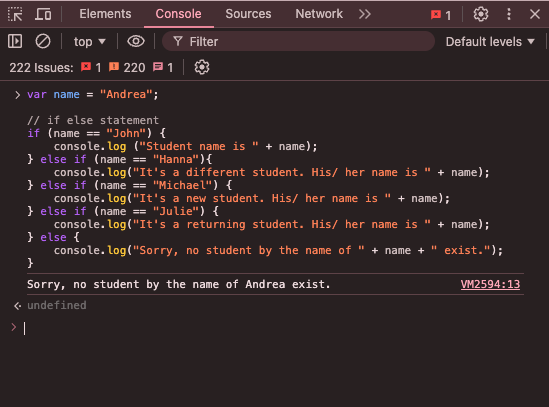 Elements Console Sources Network 1
top Filter Default levels
222 Issues: 1 220 1
var name = "Andrea";
// if else statement
if (name == "John") {
console.log ("Student name is " + name);
} else if (name == "Hanna"){
console.log("It's a different student. His/ her name is " + name);
} else if (name == "Michael") {
console.log("It's a new student. His/ her name is " + name);
} else if (name == "Julie") {
console.log("It's a returning student. His/ her name is " + name);
} else {
console.log("Sorry, no student by the name of " + name + " exist.");
}
Sorry, no student by the name of Andrea exist. VM2594:13
undefined